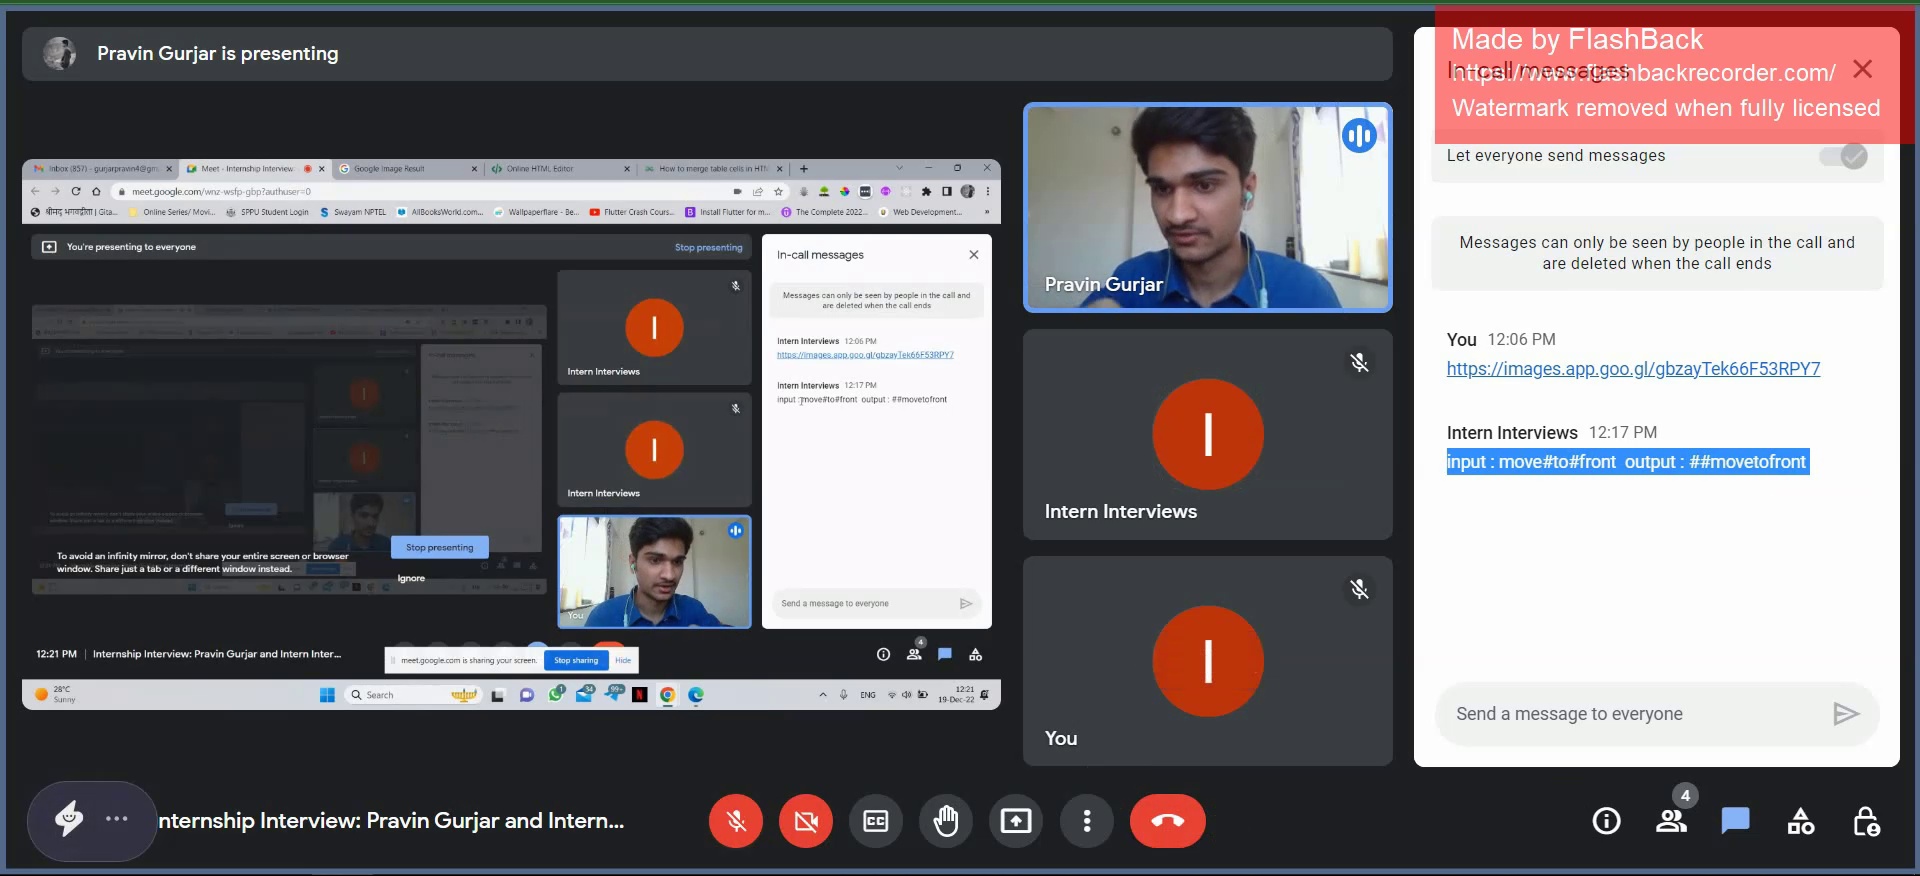 Pravin Gurjar is presenting
Made by FlashBack
https://www.flashbackrecorder.com/
Watermark removed when fully licensed
In-call messages
Let everyone send messages
Messages can only be seen by people in the call and
are deleted when the call ends
You 12:06 PM
https://images.app.goo.gl/gbzayTek66F53RPY7
Intern Interviews 12:17 PM
input : move#to#front output : ##movetofront
Send a message to everyone
Pravin Gurjar
Intern Interviews
You
Inbox (857) - gurjarpravin4@gm
Meet - Internship Interview:
Google Image Result
Online HTML Editor
How to merge table cells in HTM
meet.google.com/wnz-wsfp-gbp?authuser=0
श्रीमद् भगवद्गीता | Gita...
Online Series/ Movi...
SPPU Student Login
Swayam NPTEL
AllBooksWorld.com...
Wallpaperflare - Be...
Flutter Crash Cours...
Install Flutter for m...
The Complete 2022...
Web Development...
»
You're presenting to everyone
Stop presenting
In-call messages
Messages can only be seen by people in the call and
are deleted when the call ends
Intern Interviews 12:06 PM
https://images.app.goo.gl/gbzayTek66F53RPY7
Intern Interviews 12:17 PM
input : move#to#front output : ##movetofront
Send a message to everyone
I
Intern Interviews
I
Intern Interviews
You
To avoid an infinity mirror, don't share your entire screen or browser
window. Share just a tab or a different window instead.
Stop presenting
Ignore
12:21 PM | Internship Interview: Pravin Gurjar and Intern Inter...
meet.google.com is sharing your screen.
Stop sharing
Hide
4
28°C
Sunny
Search
1
34
99+
N
ENG
12:21
19-Dec-22
I
I
nternship Interview: Pravin Gurjar and Intern...
4